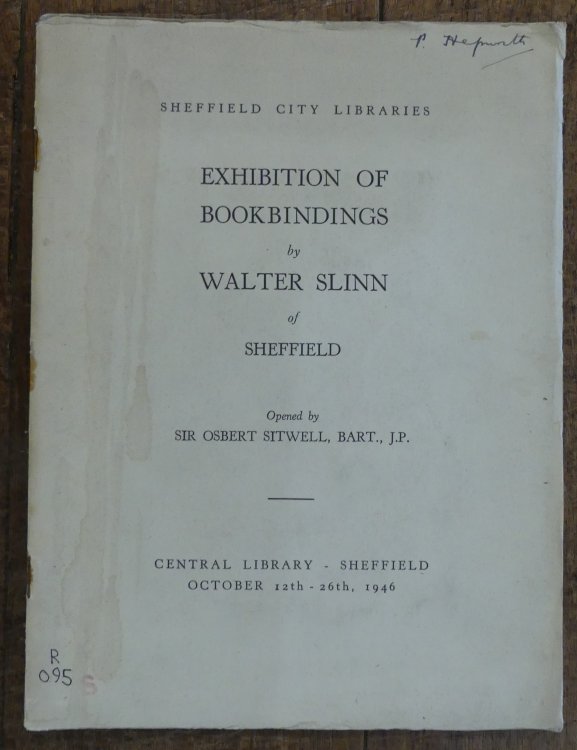 P. Hepworth
SHEFFIELD CITY LIBRARIES
EXHIBITION OF
BOOKBINDINGS
by
WALTER SLINN
of
SHEFFIELD
Opened by
SIR OSBERT SITWELL, BART., J.P.
CENTRAL LIBRARY - SHEFFIELD
OCTOBER 12th - 26th, 1946
R
095 S